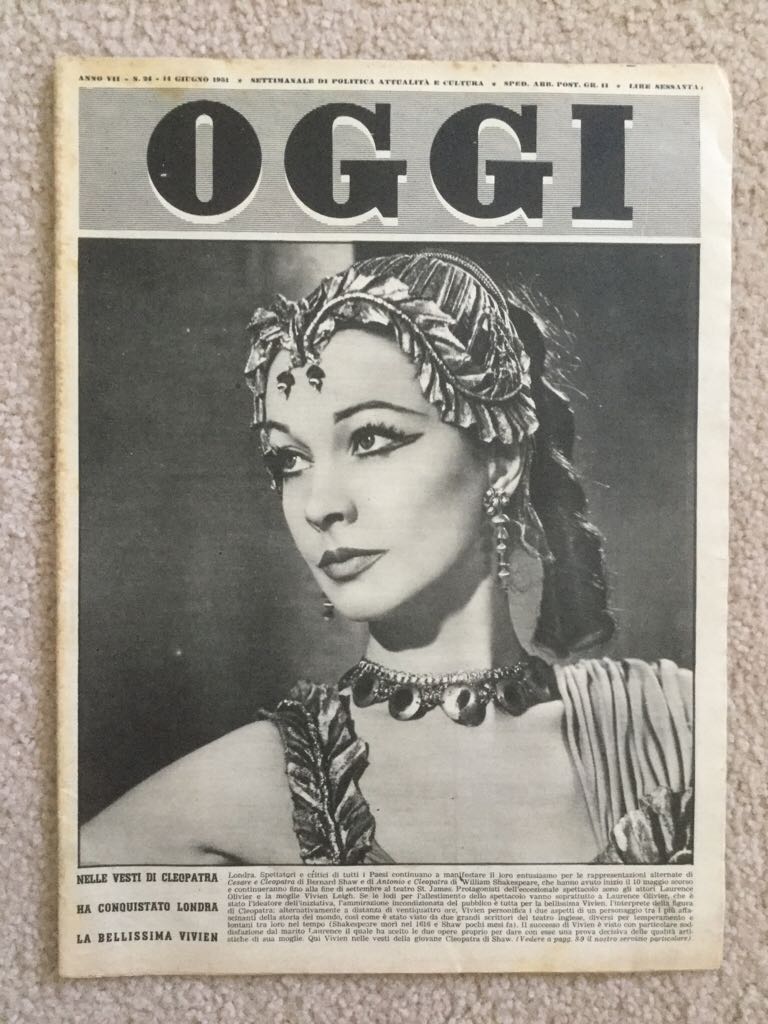 ANNO VII - N. 24 - 14 GIUGNO 1951 ★ SETTIMANALE DI POLITICA ATTUALITÀ E CULTURA ★ SPED. ABB. POST. GR. II ★ LIRE SESSANTA
OGGI
NELLE VESTI DI CLEOPATRA
HA CONQUISTATO LONDRA
LA BELLISSIMA VIVIEN
Londra. Spettatori e critici di tutti i Paesi continuano a manifestare il loro entusiasmo per le rappresentazioni alternate di
Cesare e Cleopatra di Bernard Shaw e di Antonio e Cleopatra di William Shakespeare, che hanno avuto inizio il 10 maggio scorso
e continueranno fino alla fine di settembre al teatro St. James. Protagonisti dell'eccezionale spettacolo sono gli attori Laurence
Olivier e la moglie Vivien Leigh. Se le lodi per l'allestimento dello spettacolo vanno soprattutto a Laurence Olivier, che è
stato l'ideatore dell'iniziativa, l'ammirazione incondizionata del pubblico è tutta per la bellissima Vivien, l'interprete della figura
di Cleopatra: alternativamente a distanza di ventiquattro ore, Vivien personifica i due aspetti di un personaggio tra i più affa-
scinanti della storia del mondo, così come è stato visto da due grandi scrittori del teatro inglese, diversi per temperamento e
lontani tra loro nel tempo (Shakespeare morì nel 1616 e Shaw pochi mesi fa). Il successo di Vivien è visto con particolare sod-
disfazione dal marito Laurence il quale ha scelto le due opere proprio per dare con esse una prova decisiva delle qualità arti-
stiche di sua moglie. Qui Vivien nelle vesti della giovane Cleopatra di Shaw. (Vedere a pagg. 8-9 il nostro servizio particolare).